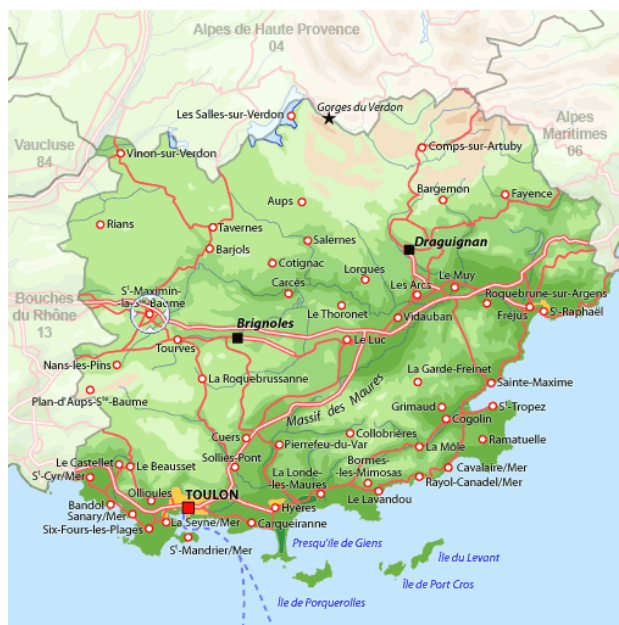 Alpes de Haute Provence
04
Les Salles-sur-Verdon
Gorges du Verdon
Alpes
Maritimes
06
Vaucluse
84
Vinon-sur-Verdon
Comps-sur-Artuby
Bargemon
Fayence
Aups
Rians
Tavernes
Salernes
Draguignan
Barjols
Cotignac
Lorgues
Bouches
du Rhône
13
St-Maximin-
la-Ste-Baume
Carcès
Les Arcs
Le Muy
Roquebrune-sur-Argens
Le Thoronet
Vidauban
Fréjus
St-Raphaël
Brignoles
Tourves
Le Luc
Nans-les-Pins
La Roquebrussanne
La Garde-Freinet
Sainte-Maxime
Plan-d'Aups-Ste-Baume
Massif des Maures
Grimaud
St-Tropez
Cogolin
Cuers
Pierrefeu-du-Var
Collobrières
Ramatuelle
La Môle
Le Castellet
Le Beausset
Solliès-Pont
La Londe-
-les-Maures
Bormes-
-les-Mimosas
Cavalaire/Mer
St-Cyr/Mer
Rayol-Canadel/Mer
Ollioules
TOULON
Le Lavandou
Bandol
Sanary/Mer
Hyères
Six-Fours-les-Plages
La Seyne/Mer
Carqueiranne
St-Mandrier/Mer
Presqu'île de Giens
Île du Levant
Île de Port Cros
Île de Porquerolles